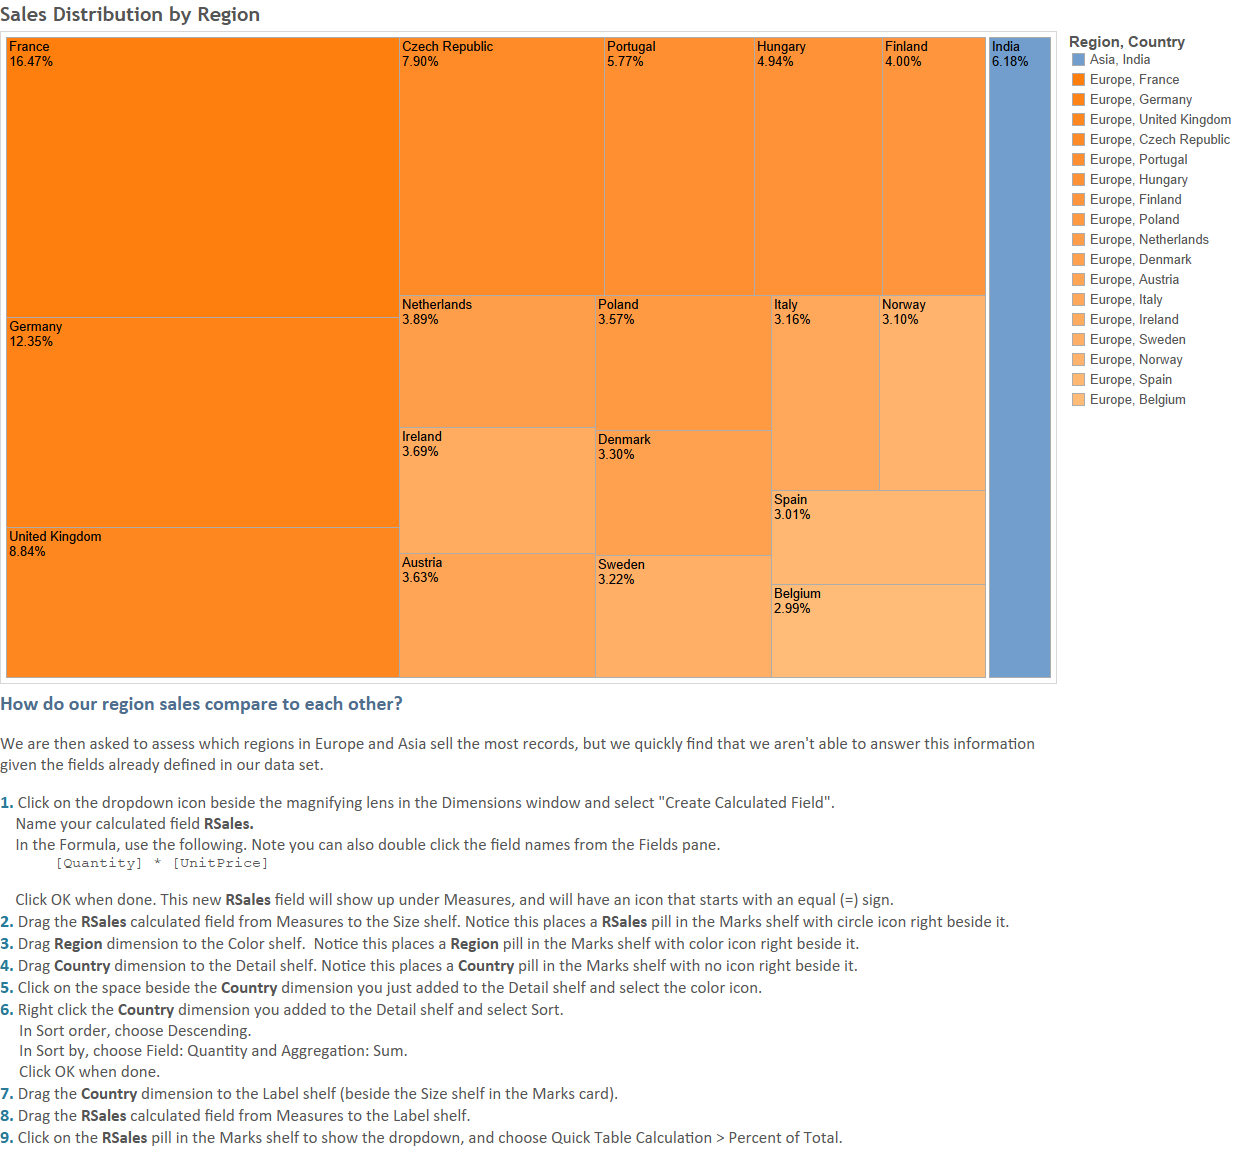 Sales Distribution by Region
France
16.47%
Germany
12.35%
United Kingdom
8.84%
Czech Republic
7.90%
Portugal
5.77%
Hungary
4.94%
Finland
4.00%
Netherlands
3.89%
Poland
3.57%
Italy
3.16%
Norway
3.10%
Ireland
3.69%
Denmark
3.30%
Spain
3.01%
Austria
3.63%
Sweden
3.22%
Belgium
2.99%
India
6.18%
Region, Country
Asia, India
Europe, France
Europe, Germany
Europe, United Kingdom
Europe, Czech Republic
Europe, Portugal
Europe, Hungary
Europe, Finland
Europe, Poland
Europe, Netherlands
Europe, Denmark
Europe, Austria
Europe, Italy
Europe, Ireland
Europe, Sweden
Europe, Norway
Europe, Spain
Europe, Belgium
How do our region sales compare to each other?
We are then asked to assess which regions in Europe and Asia sell the most records, but we quickly find that we aren't able to answer this information
given the fields already defined in our data set.
1. Click on the dropdown icon beside the magnifying lens in the Dimensions window and select "Create Calculated Field".
Name your calculated field RSales.
In the Formula, use the following. Note you can also double click the field names from the Fields pane.
[Quantity] * [UnitPrice]
Click OK when done. This new RSales field will show up under Measures, and will have an icon that starts with an equal (=) sign.
2. Drag the RSales calculated field from Measures to the Size shelf. Notice this places a RSales pill in the Marks shelf with circle icon right beside it.
3. Drag Region dimension to the Color shelf. Notice this places a Region pill in the Marks shelf with color icon right beside it.
4. Drag Country dimension to the Detail shelf. Notice this places a Country pill in the Marks shelf with no icon right beside it.
5. Click on the space beside the Country dimension you just added to the Detail shelf and select the color icon.
6. Right click the Country dimension you added to the Detail shelf and select Sort.
In Sort order, choose Descending.
In Sort by, choose Field: Quantity and Aggregation: Sum.
Click OK when done.
7. Drag the Country dimension to the Label shelf (beside the Size shelf in the Marks card).
8. Drag the RSales calculated field from Measures to the Label shelf.
9. Click on the RSales pill in the Marks shelf to show the dropdown, and choose Quick Table Calculation > Percent of Total.